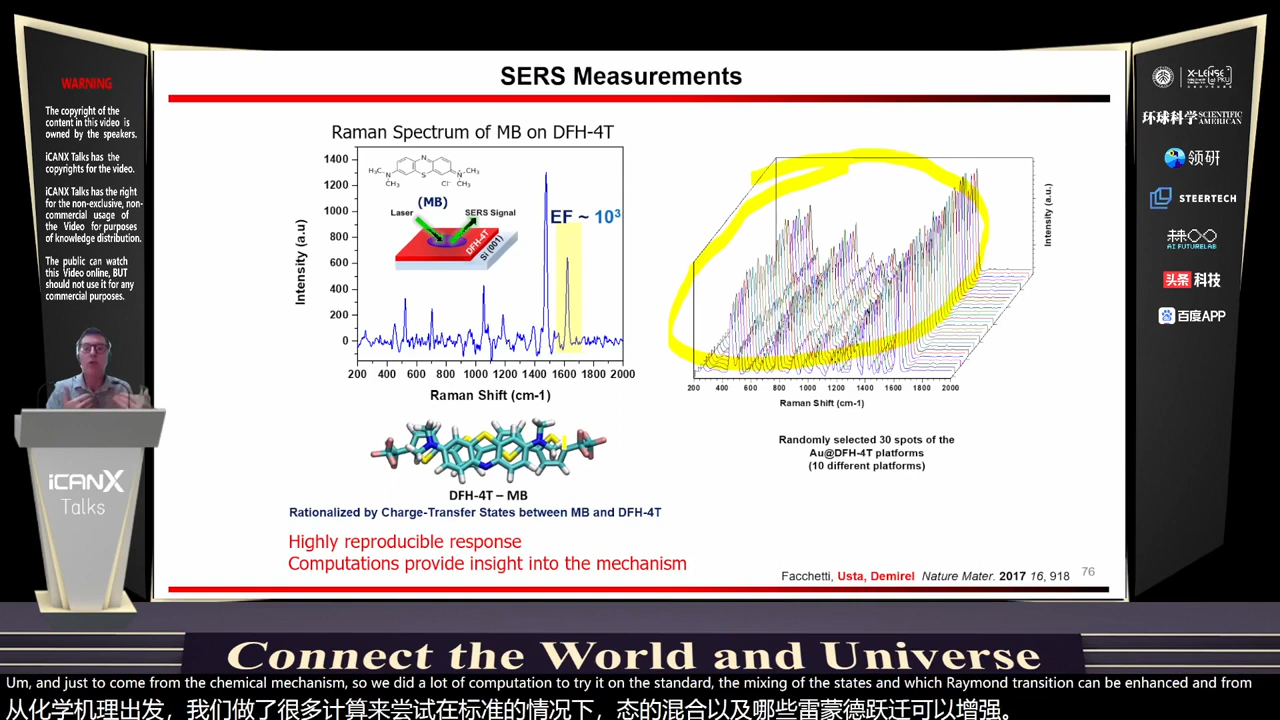 SERS Measurements
WARNING
The copyright of the
content in this video is
owned by the speakers.
iCANX Talks has the
copyrights for the video.
iCANX Talks has the right
for the non-exclusive, non-
commercial usage of
the Video for purposes
of knowledge distribution.
The public can watch
this Video online, BUT
should not use it for any
commercial purposes.
iCANX
Talks
Raman Spectrum of MB on DFH-4T
Intensity (a.u)
1400
1200
1000
800
600
400
200
0
200 400 600 800 1000 1200 1400 1600 1800 2000
Raman Shift (cm-1)
H₃C
N
CH₃
N
S
Cl⁻
N
CH₃
CH₃
(MB)
Laser
SERS Signal
DFH-4T
Si (001)
EF ~ 10³
Intensity (a.u.)
200 400 600 800 1000 1200 1400 1600 1800 2000
Raman Shift (cm-1)
Randomly selected 30 spots of the
Au@DFH-4T platforms
(10 different platforms)
DFH-4T – MB
Rationalized by Charge-Transfer States between MB and DFH-4T
Highly reproducible response
Computations provide insight into the mechanism
Facchetti, Usta, Demirel Nature Mater. 2017 16, 918
76
X-LENSE
环球科学 SCIENTIFIC AMERICAN
领研
STEERTECH
AI FUTURELAB
头条 科技
百度APP
Connect the World and Universe
Um, and just to come from the chemical mechanism, so we did a lot of computation to try it on the standard, the mixing of the states and which Raymond transition can be enhanced and from
从化学机理出发，我们做了很多计算来尝试在标准的情况下，态的混合以及哪些雷蒙德跃迁可以增强。